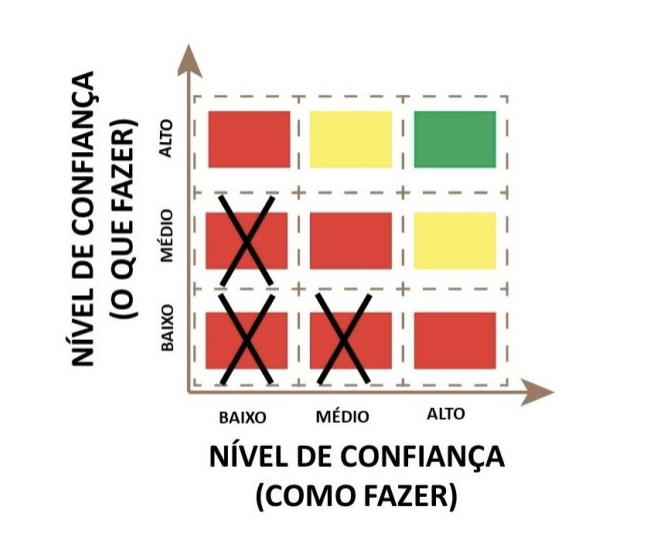 NÍVEL DE CONFIANÇA
(O QUE FAZER)
ALTO
MÉDIO
BAIXO
BAIXO
MÉDIO
ALTO
NÍVEL DE CONFIANÇA
(COMO FAZER)